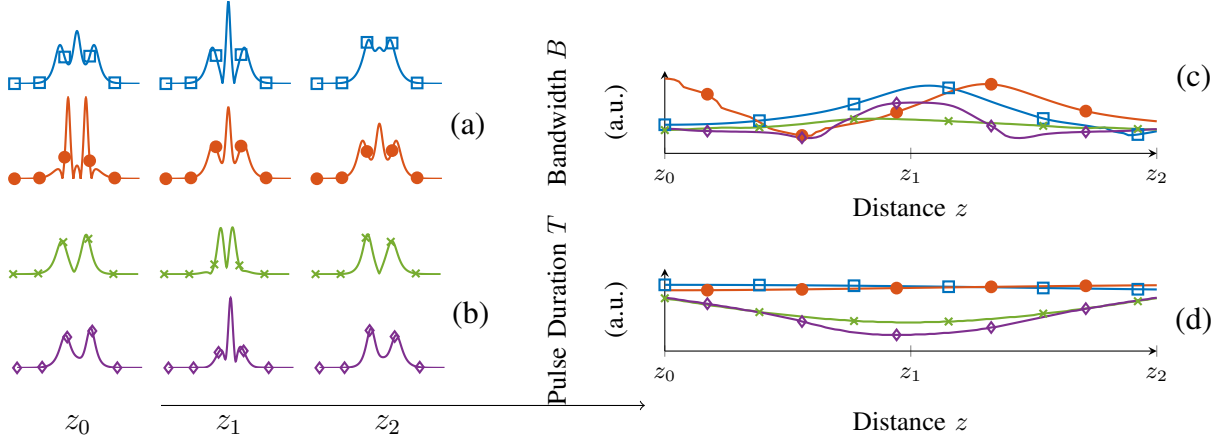 (a)
(b)
z₀
z₁
z₂
Bandwidth B
(a.u.)
(c)
z₀
z₁
z₂
Distance z
Pulse Duration T
(a.u.)
(d)
z₀
z₁
z₂
Distance z